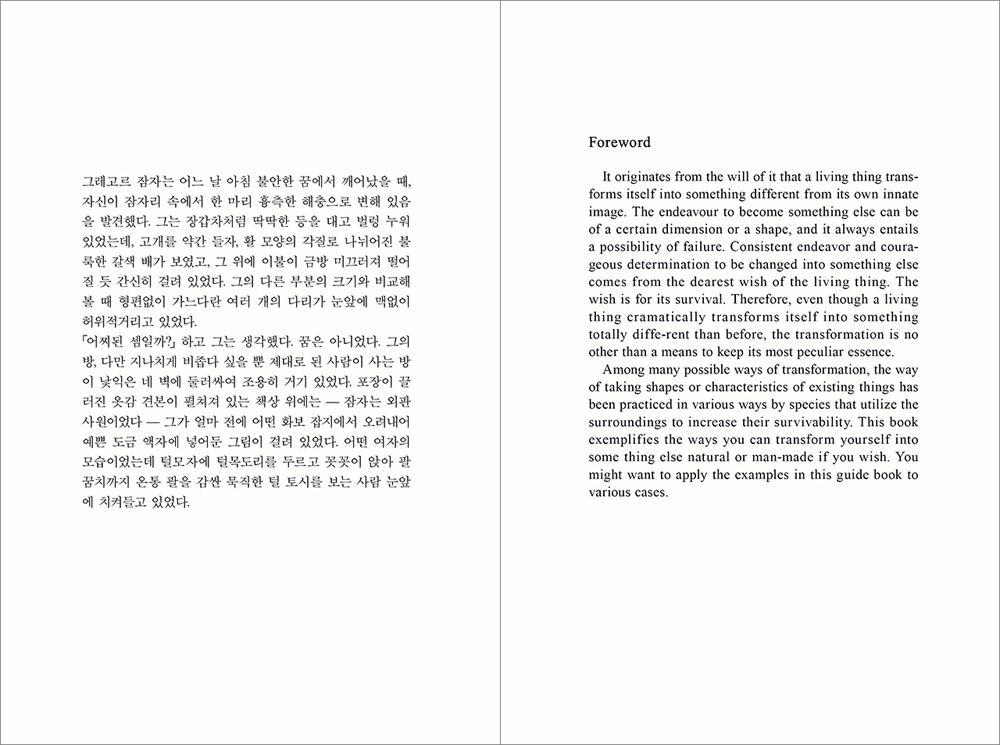 그레고르 잠자는 어느 날 아침 불안한 꿈에서 깨어났을 때,
자신이 잠자리 속에서 한 마리 흉측한 해충으로 변해 있음
을 발견했다. 그는 장갑차처럼 딱딱한 등을 대고 벌렁 누워
있었는데, 고개를 약간 들자, 활 모양의 각질로 나뉘어진 불
룩한 갈색 배가 보였고, 그 위에 이불이 금방 미끄러져 떨어
질 듯 간신히 걸려 있었다. 그의 다른 부분의 크기와 비교해
볼 때 형편없이 가느다란 여러 개의 다리가 눈앞에 맥없이
허위적거리고 있었다.
「어찌된 셈일까?」 하고 그는 생각했다. 꿈은 아니었다. 그의
방, 다만 지나치게 비좁다 싶을 뿐 제대로 된 사람이 사는 방
이 낯익은 네 벽에 둘러싸여 조용히 거기 있었다. 포장이 끌
러진 옷감 견본이 펼쳐져 있는 책상 위에는 — 잠자는 외판
사원이었다 — 그가 얼마 전에 어떤 화보 잡지에서 오려내어
예쁜 도금 액자에 넣어둔 그림이 걸려 있었다. 어떤 여자의
모습이었는데 털모자에 털목도리를 두르고 꼿꼿이 앉아 팔
꿈치까지 온통 팔을 감싼 묵직한 털 토시를 보는 사람 눈앞
에 치켜들고 있었다.
Foreword
It originates from the will of it that a living thing trans-
forms itself into something different from its own innate
image. The endeavour to become something else can be
of a certain dimension or a shape, and it always entails
a possibility of failure. Consistent endeavor and coura-
geous determination to be changed into something else
comes from the dearest wish of the living thing. The
wish is for its survival. Therefore, even though a living
thing cramatically transforms itself into something
totally diffe-rent than before, the transformation is no
other than a means to keep its most peculiar essence.
Among many possible ways of transformation, the way
of taking shapes or characteristics of existing things has
been practiced in various ways by species that utilize the
surroundings to increase their survivability. This book
exemplifies the ways you can transform yourself into
some thing else natural or man-made if you wish. You
might want to apply the examples in this guide book to
various cases.